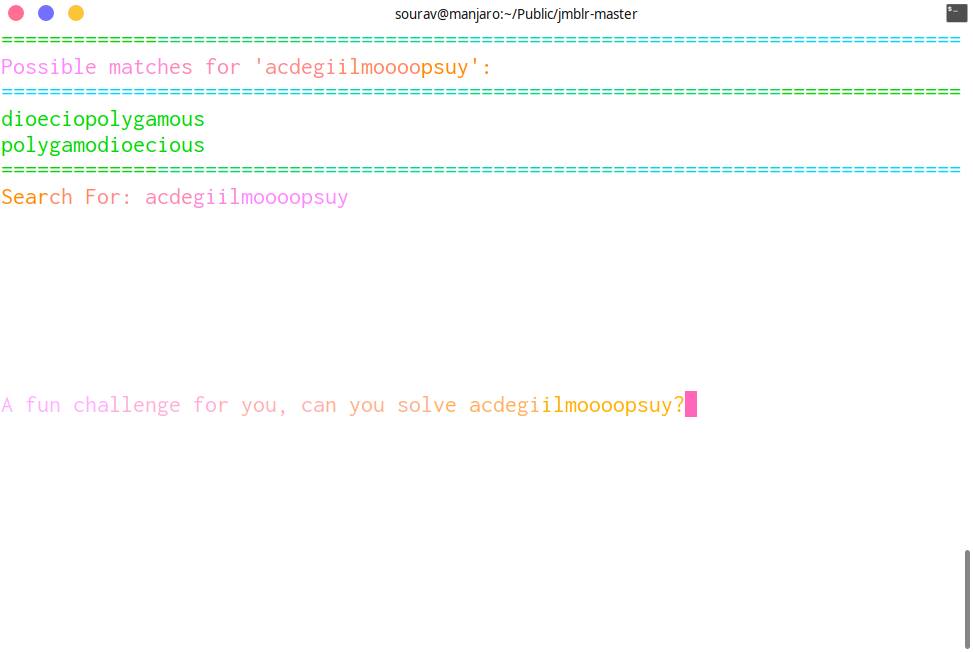 sourav@manjaro:~/Public/jmblr-master
================================================================================
Possible matches for 'acdegiilmoooopsuy':
================================================================================
dioeciopolygamous
polygamodioecious
================================================================================
Search For: acdegiilmoooopsuy
A fun challenge for you, can you solve acdegiilmoooopsuy?